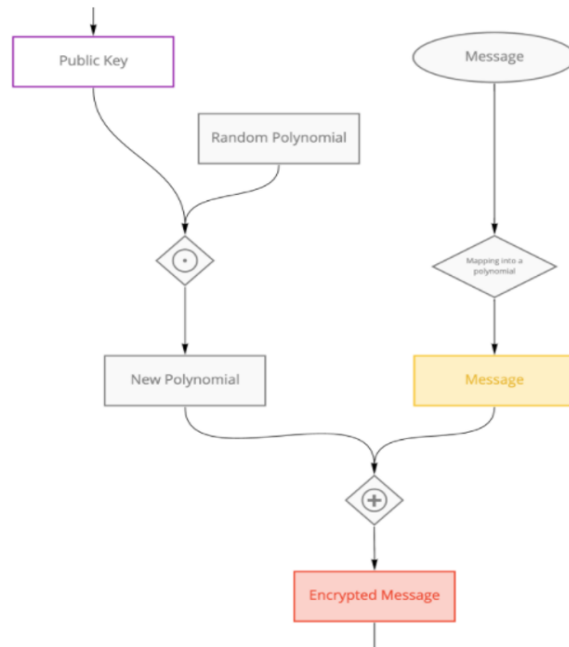 Public Key
Message
Random Polynomial
Mapping into a
polynomial
New Polynomial
Message
Encrypted Message